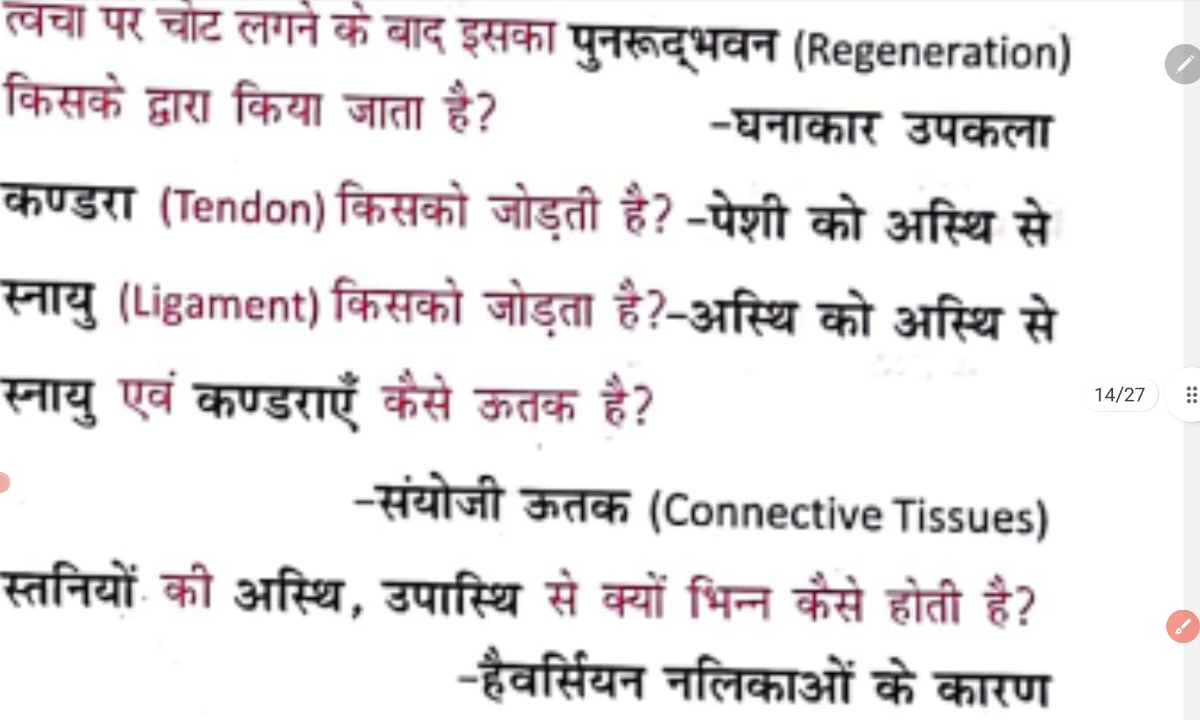 त्वचा पर चोट लगने के बाद इसका पुनरूद्भवन (Regeneration)
किसके द्वारा किया जाता है?
-घनाकार उपकला
कण्डरा (Tendon) किसको जोड़ती है? -पेशी को अस्थि से
स्नायु (Ligament) किसको जोड़ता है?-अस्थि को अस्थि से
स्नायु एवं कण्डराएँ कैसे ऊतक है?
14/27
-संयोजी ऊतक (Connective Tissues)
स्तनियों की अस्थि, उपास्थि से क्यों भिन्न कैसे होती है?
-हैवर्सियन नलिकाओं के कारण